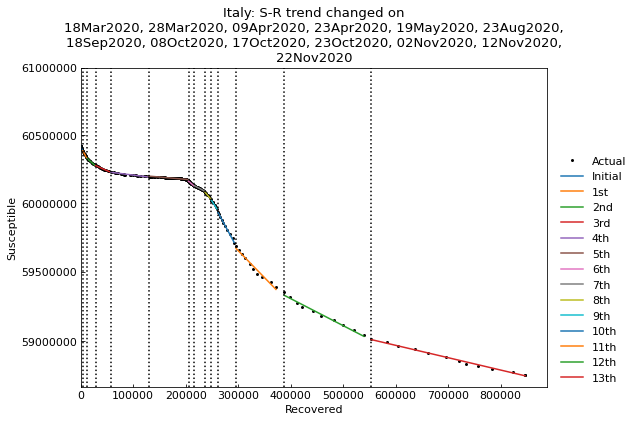 Italy: S-R trend changed on
18Mar2020, 28Mar2020, 09Apr2020, 23Apr2020, 19May2020, 23Aug2020,
18Sep2020, 08Oct2020, 17Oct2020, 23Oct2020, 02Nov2020, 12Nov2020,
22Nov2020
61000000
60500000
60000000
59500000
59000000
Susceptible
0
100000
200000
300000
400000
500000
600000
700000
800000
Recovered
Actual
Initial
1st
2nd
3rd
4th
5th
6th
7th
8th
9th
10th
11th
12th
13th